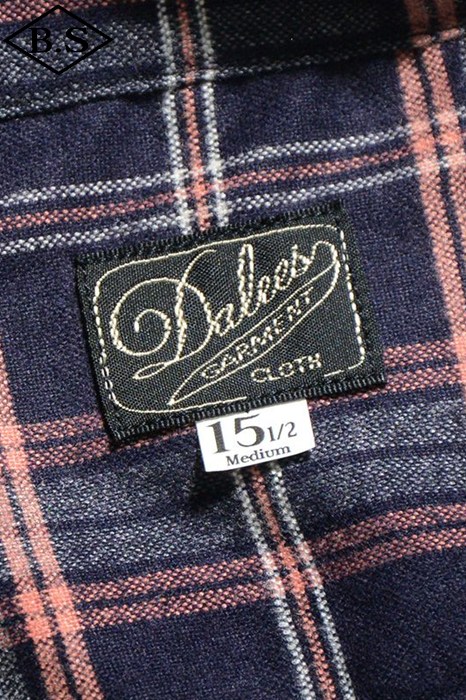 B.S
Dalee's
GARMENT
CLOTH
15 1/2
Medium